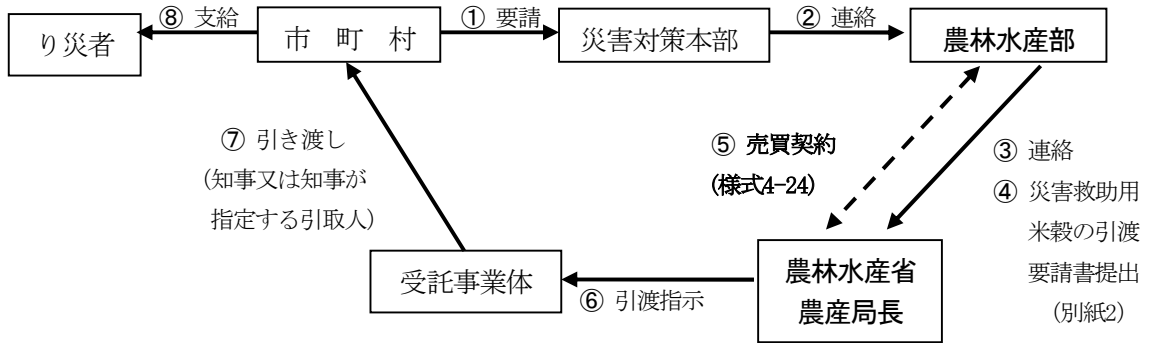 ⑧ 支給
① 要請
② 連絡
り災者
市 町 村
災害対策本部
農林水産部
⑦ 引き渡し
(知事又は知事が
指定する引取人)
⑤ 売買契約
(様式4-24)
③ 連絡
④ 災害救助用
米穀の引渡
要請書提出
(別紙2)
受託事業体
⑥ 引渡指示
農林水産省
農産局長